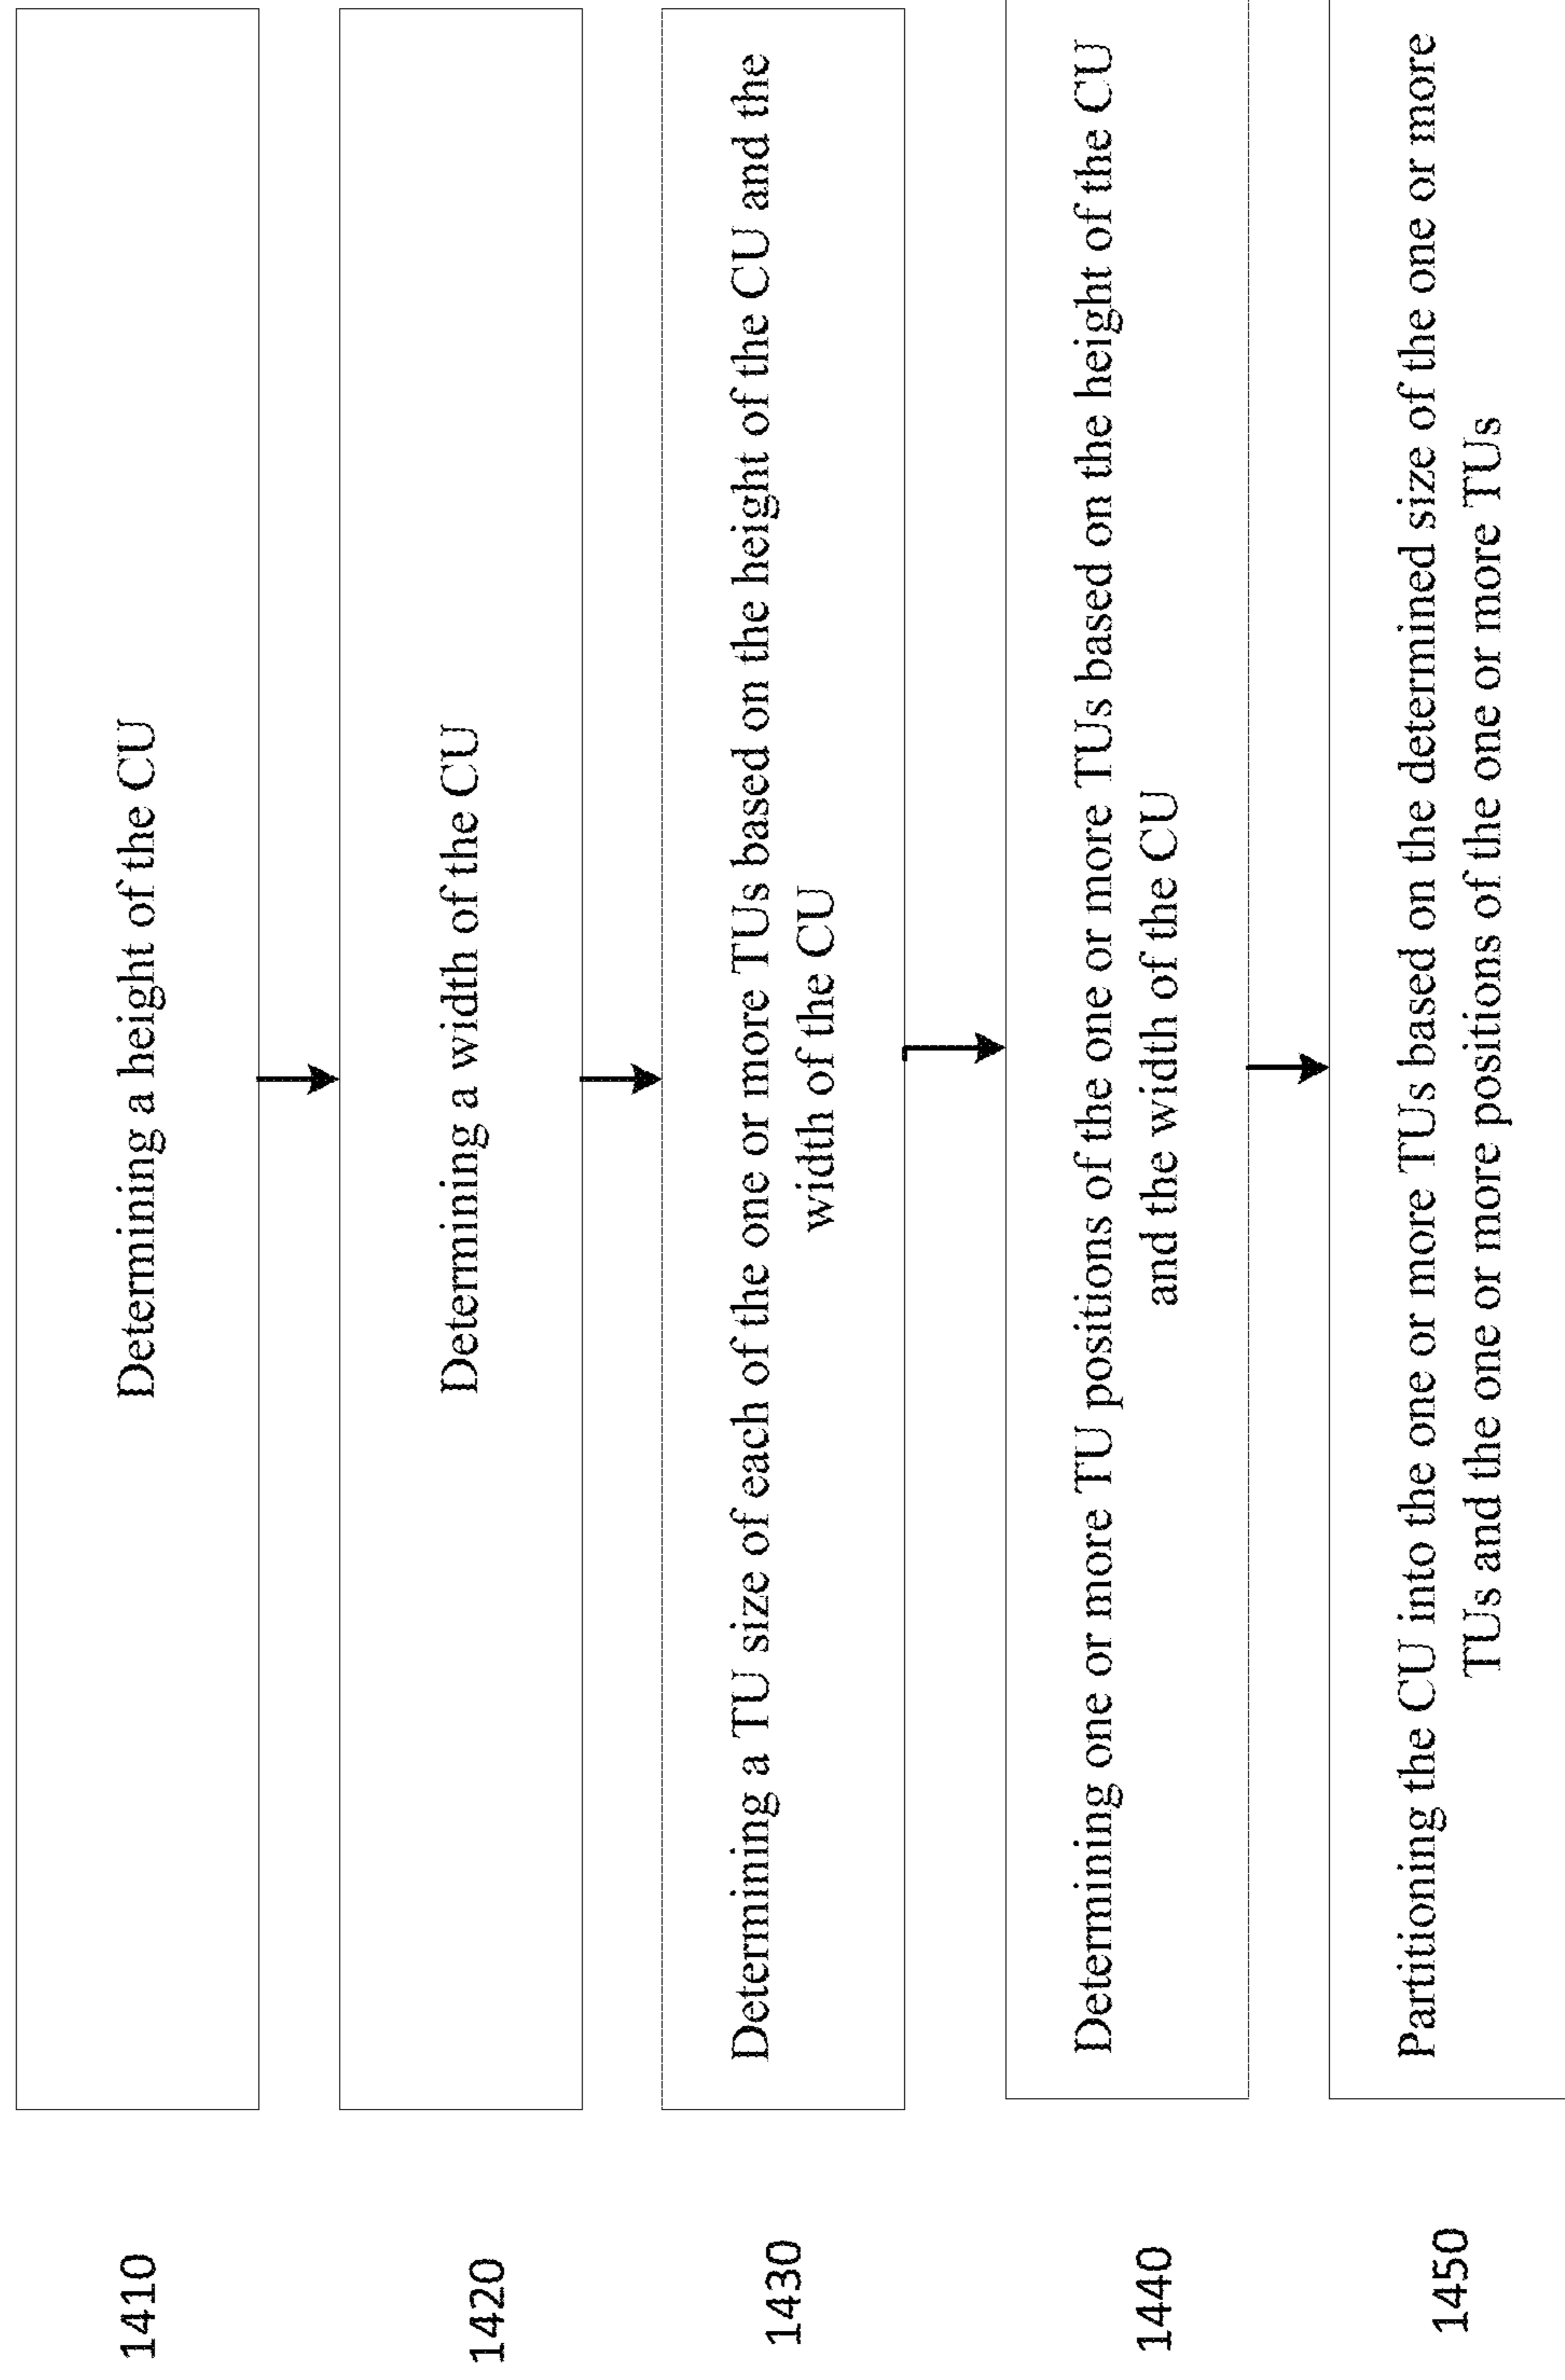 1410
Determining a height of the CU
1420
Determining a width of the CU
1430
Determining a TU size of each of the one or more TUs based on the height of the CU and the
width of the CU
1440
Determining one or more TU positions of the one or more TUs based on the height of the CU
and the width of the CU
1450
Partitioning the CU into the one or more TUs based on the determined size of the one or more
TUs and the one or more positions of the one or more TUs